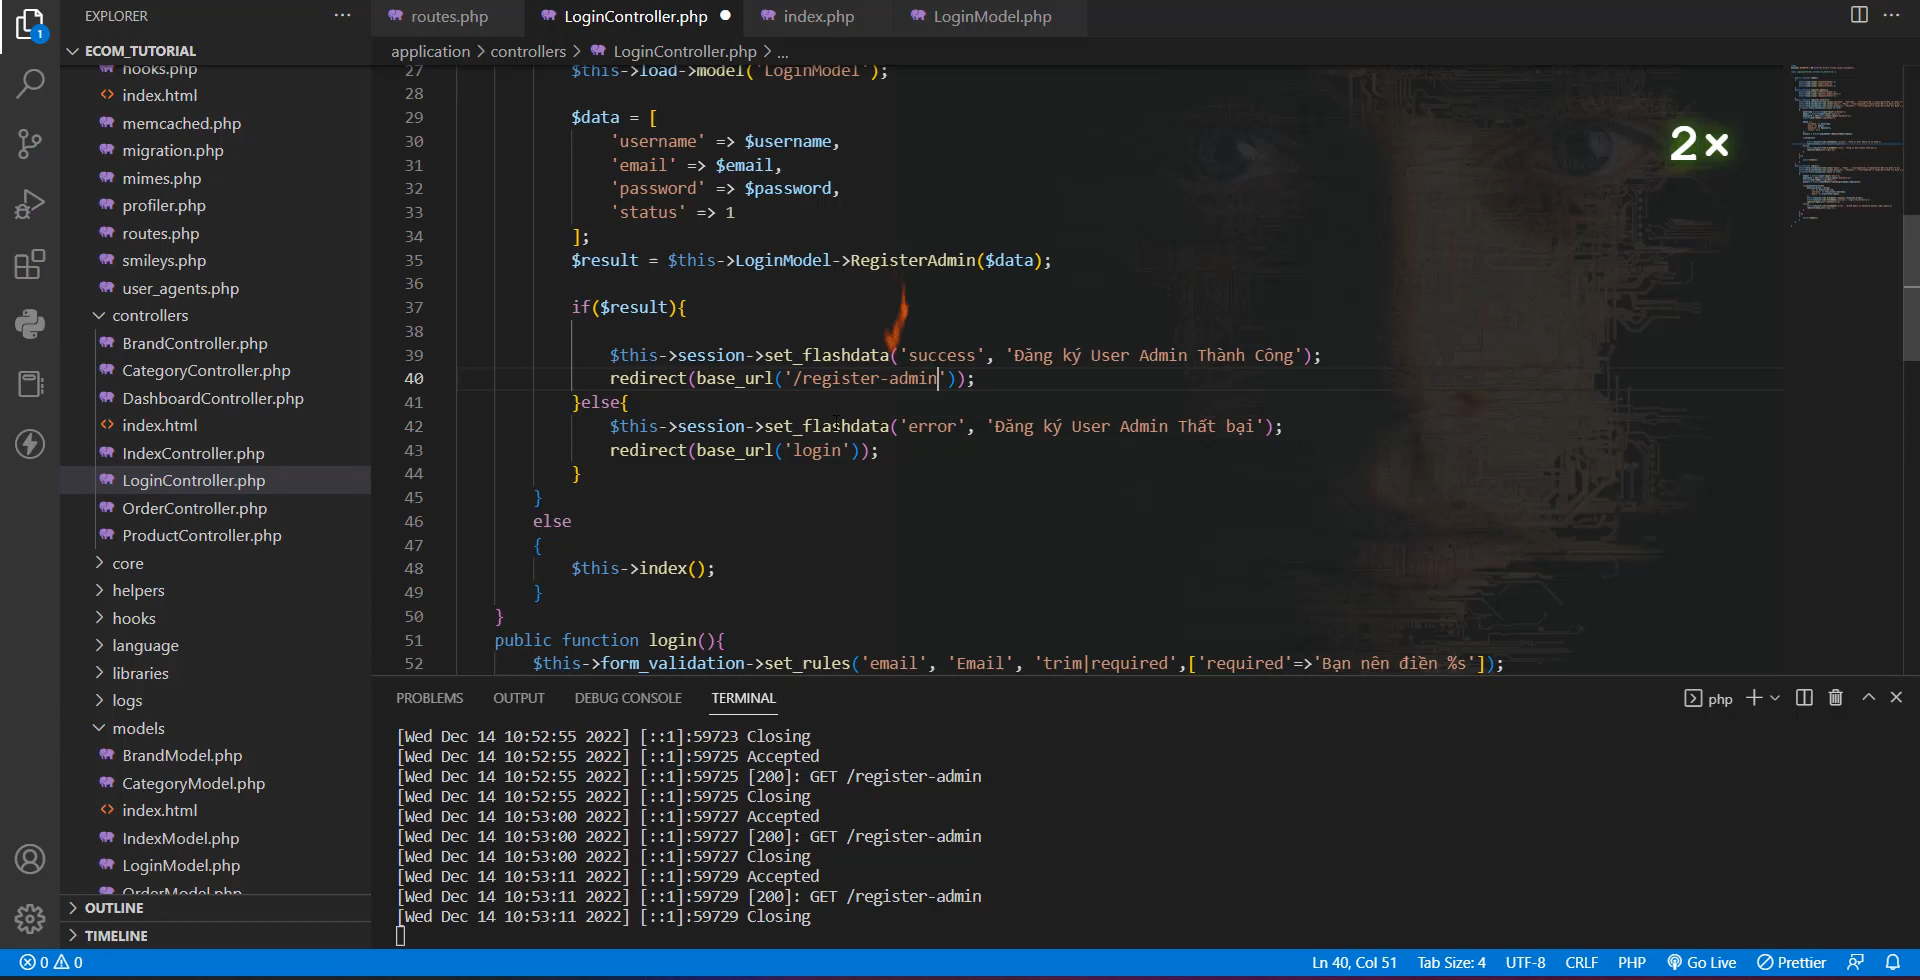 EXPLORER
routes.php
LoginController.php
index.php
LoginModel.php
1
ECOM_TUTORIAL
application > controllers > LoginController.php > ...
hooks.php
index.html
memcached.php
migration.php
mimes.php
profiler.php
routes.php
smileys.php
user_agents.php
controllers
BrandController.php
CategoryController.php
DashboardController.php
index.html
IndexController.php
LoginController.php
OrderController.php
ProductController.php
core
helpers
hooks
language
libraries
logs
models
BrandModel.php
CategoryModel.php
index.html
IndexModel.php
LoginModel.php
OrderModel.php
OUTLINE
TIMELINE
27 $this->load->model('LoginModel');
28
29 $data = [
30 'username' => $username,
31 'email' => $email,
32 'password' => $password,
33 'status' => 1
34 ];
35 $result = $this->LoginModel->RegisterAdmin($data);
36
37 if($result){
38
39 $this->session->set_flashdata('success', 'Đăng ký User Admin Thành Công');
40 redirect(base_url('/register-admin'));
41 }else{
42 $this->session->set_flashdata('error', 'Đăng ký User Admin Thất bại');
43 redirect(base_url('login'));
44 }
45 }
46 else
47 {
48 $this->index();
49 }
50 }
51 public function login(){
52 $this->form_validation->set_rules('email', 'Email', 'trim|required',['required'=>'Bạn nên điền %s']);
2×
PROBLEMS OUTPUT DEBUG CONSOLE TERMINAL
php
[Wed Dec 14 10:52:55 2022] [::1]:59723 Closing
[Wed Dec 14 10:52:55 2022] [::1]:59725 Accepted
[Wed Dec 14 10:52:55 2022] [::1]:59725 [200]: GET /register-admin
[Wed Dec 14 10:52:55 2022] [::1]:59725 Closing
[Wed Dec 14 10:53:00 2022] [::1]:59727 Accepted
[Wed Dec 14 10:53:00 2022] [::1]:59727 [200]: GET /register-admin
[Wed Dec 14 10:53:00 2022] [::1]:59727 Closing
[Wed Dec 14 10:53:11 2022] [::1]:59729 Accepted
[Wed Dec 14 10:53:11 2022] [::1]:59729 [200]: GET /register-admin
[Wed Dec 14 10:53:11 2022] [::1]:59729 Closing
0 0
Ln 40, Col 51 Tab Size: 4 UTF-8 CRLF PHP Go Live Prettier